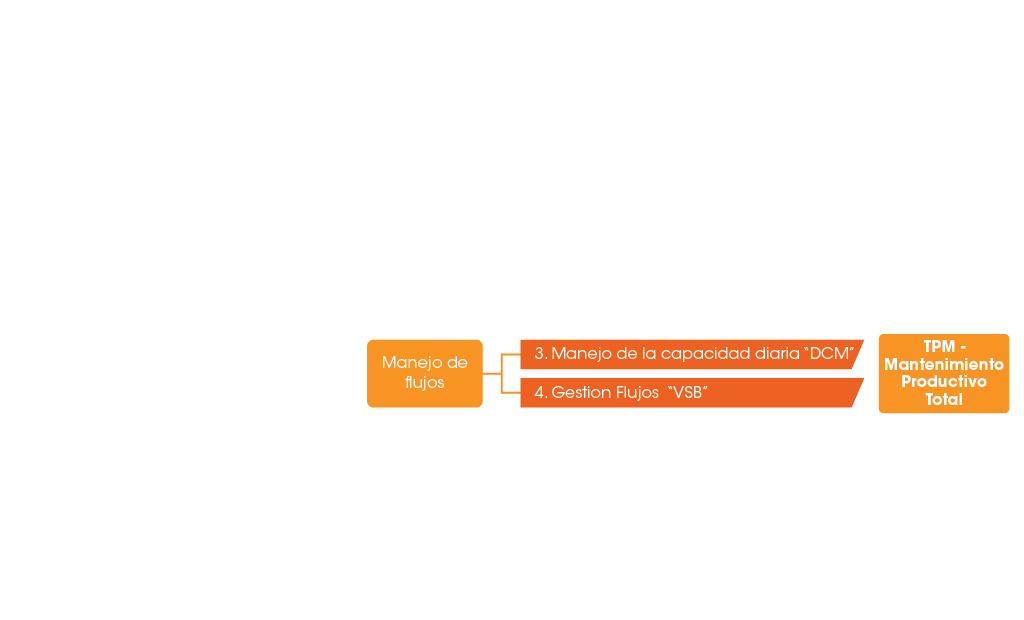 Manejo de
flujos
3. Manejo de la capacidad diaria “DCM”
4. Gestion Flujos “VSB”
TPM -
Mantenimiento
Productivo
Total